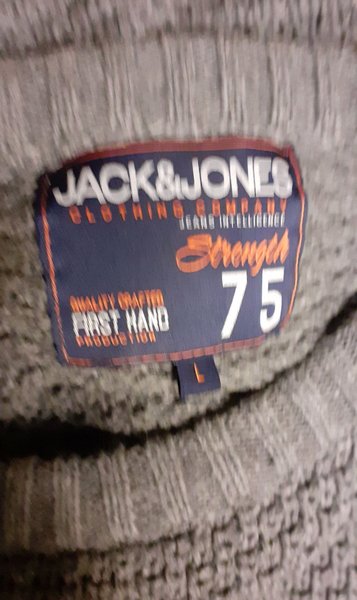 JACK&JONES
CLOTHING COMPANY
JEANS INTELLIGENCE
Strength
75
QUALITY CRAFTED
FIRST HAND
PRODUCTION
L